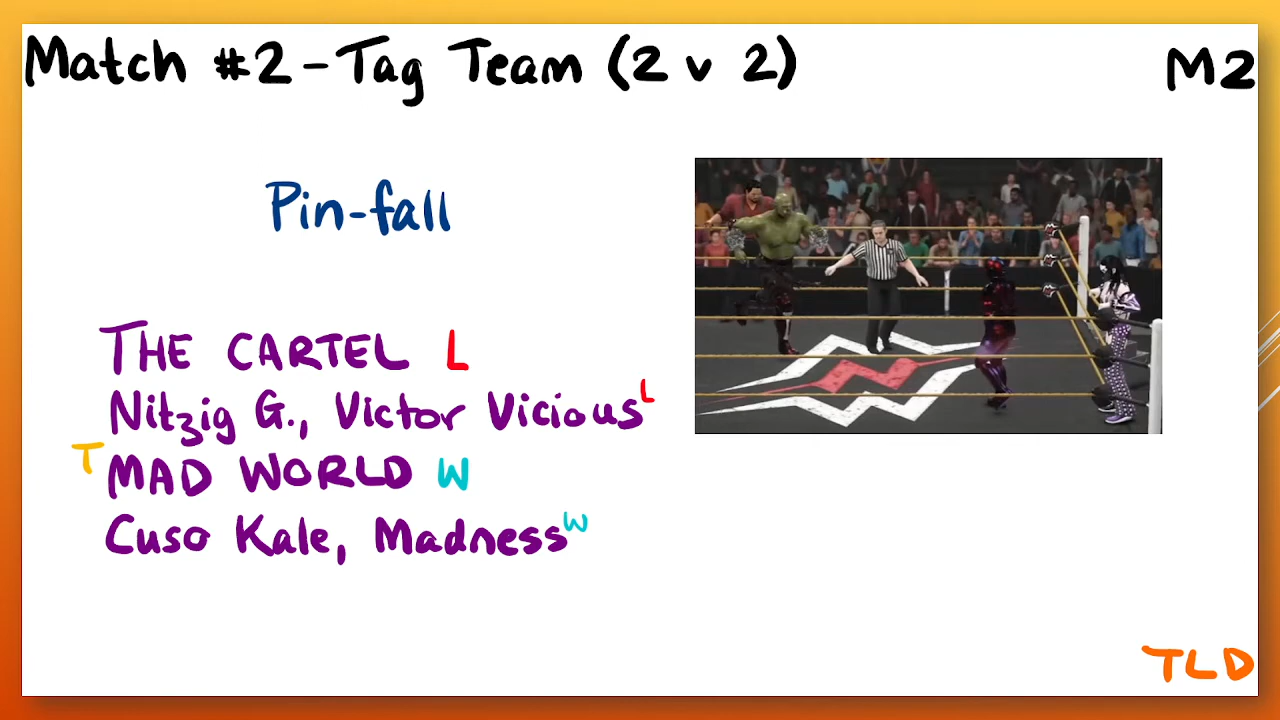 Match #2 - Tag Team (2 v 2)
M2
Pin-fall
THE CARTEL L
Nitzig G., Victor Vicious L
T MAD WORLD W
Cuso Kale, Madness W
TLD